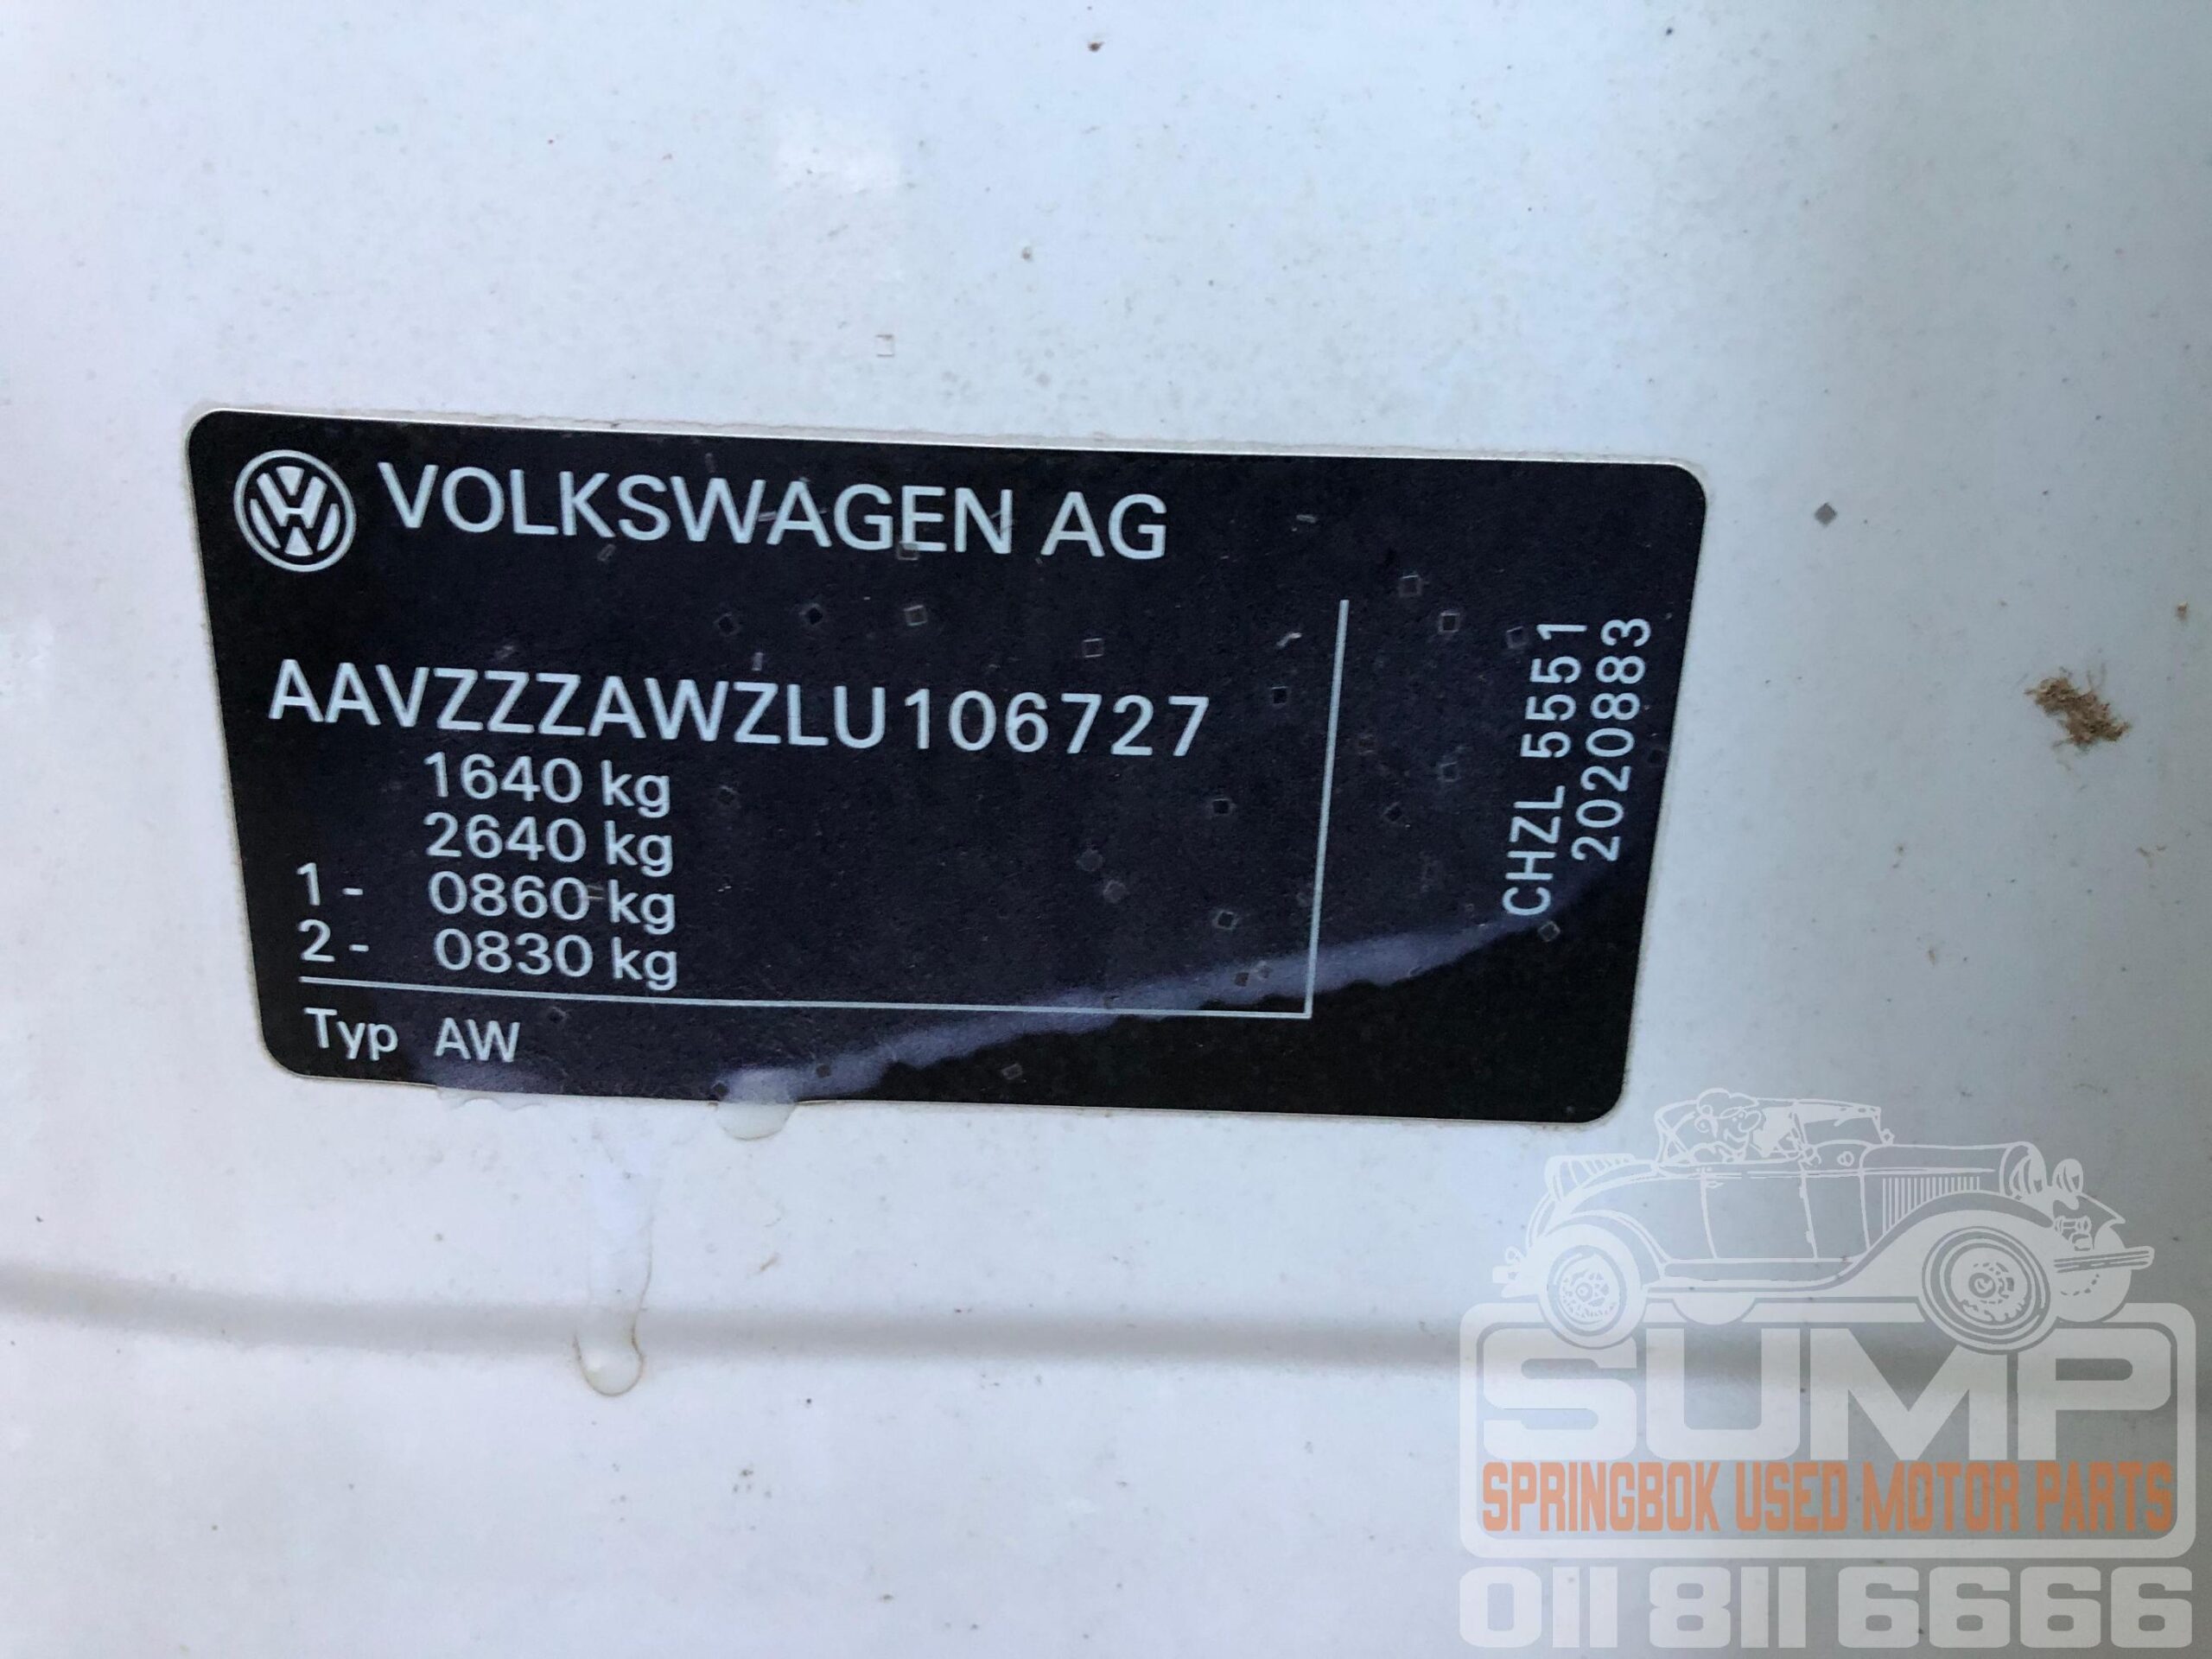 VOLKSWAGEN AG
AAVZZZAWZLU106727
1640 kg
2640 kg
1 - 0860 kg
2 - 0830 kg
Typ AW
CHZL 5551
2020883
SUMP
SPRINGBOK USED MOTOR PARTS
011 811 6666